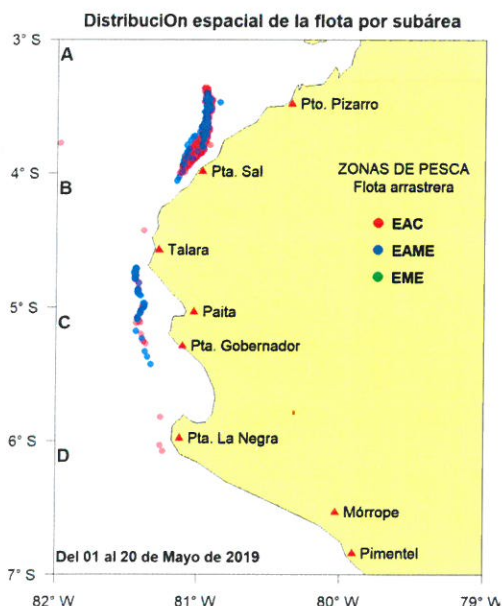 DistribuciOn espacial de la flota por subárea
3° S
A
Pto. Pizarro
ZONAS DE PESCA
Flota arrastrera
4° S
Pta. Sal
B
EAC
Talara
EAME
EME
5° S
Paita
C
Pta. Gobernador
6° S
Pta. La Negra
D
Mórrope
Del 01 al 20 de Mayo de 2019
Pimentel
7° S
82° W 81° W 80° W 79° W